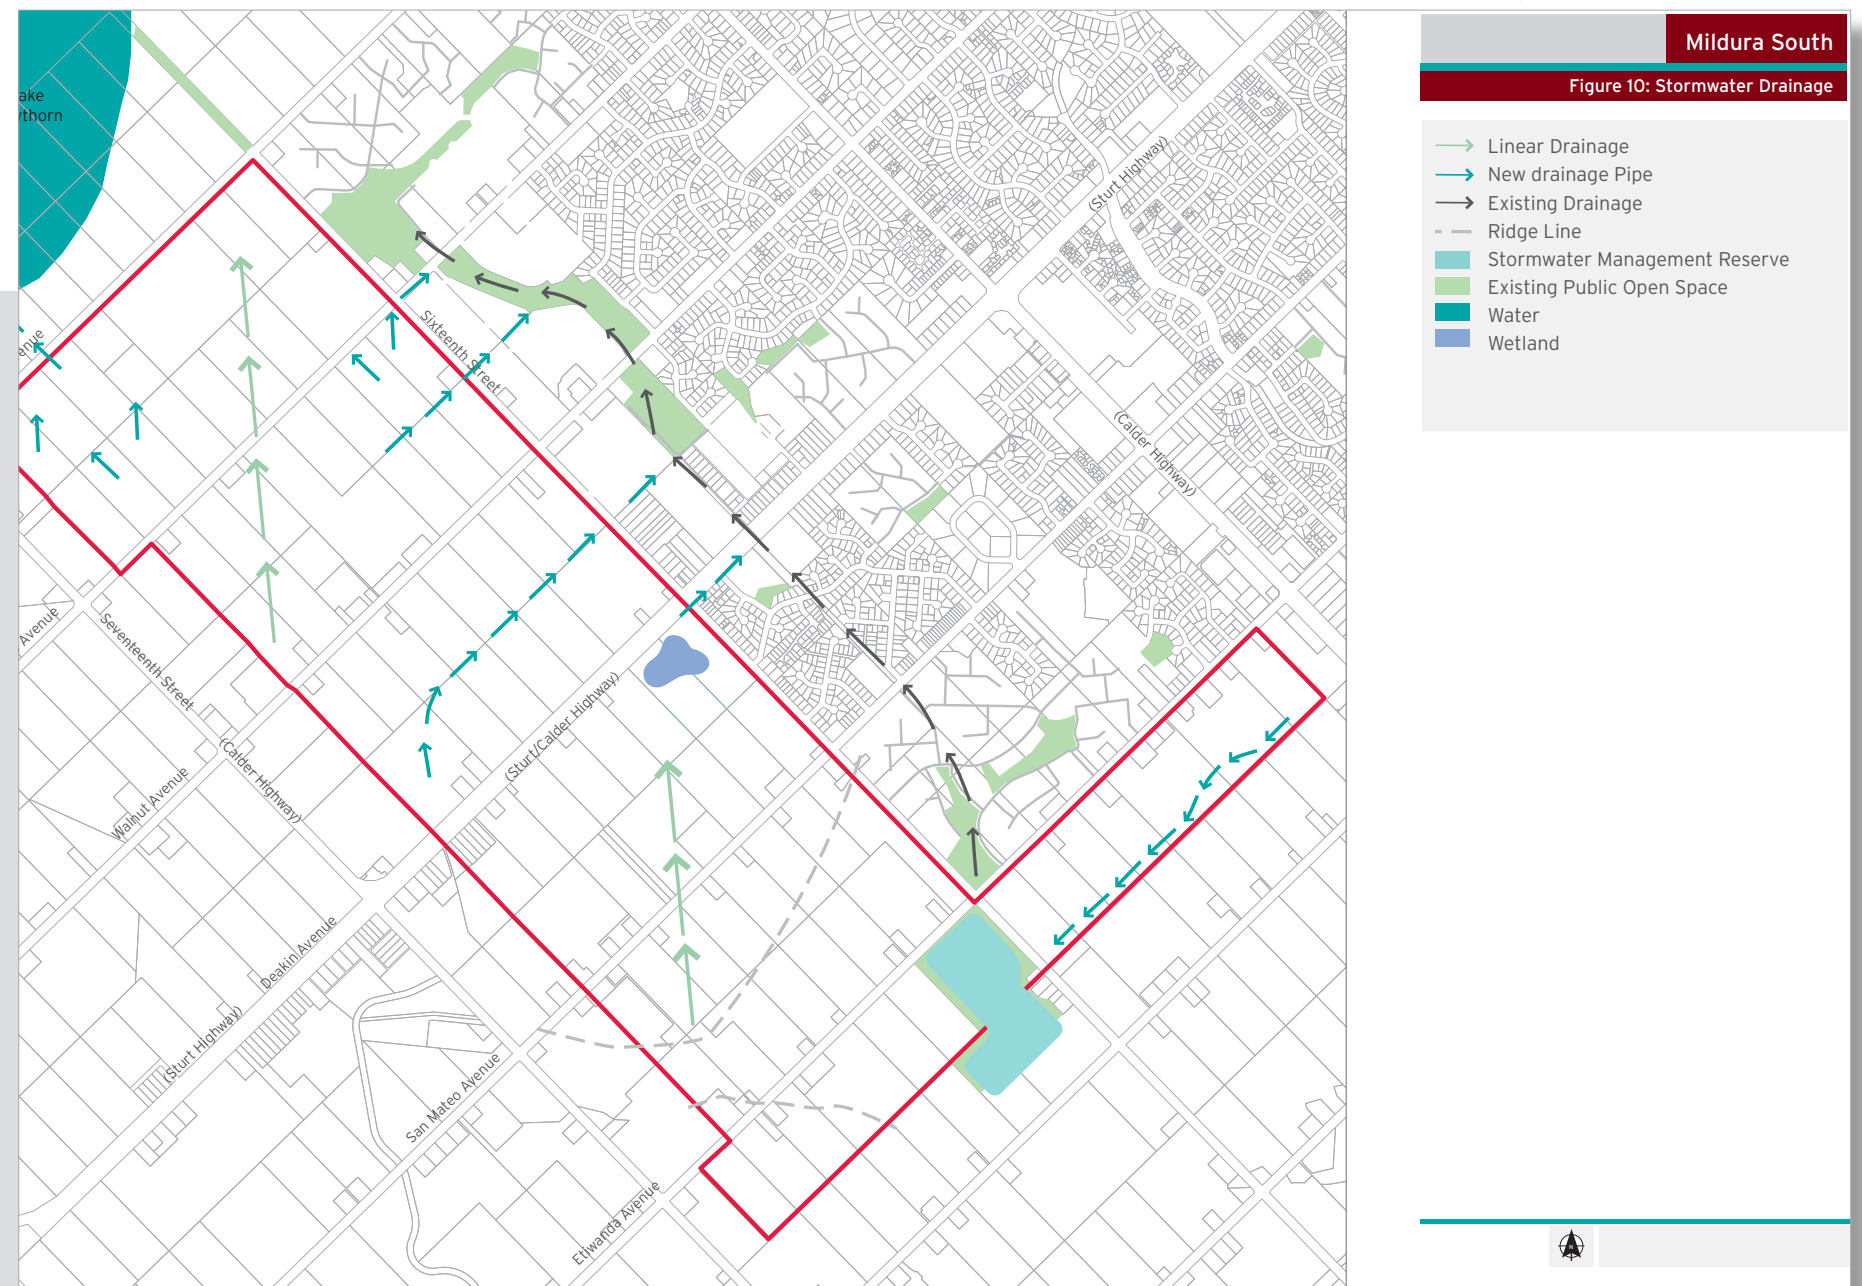 Mildura South
Figure 10: Stormwater Drainage
Linear Drainage
New drainage Pipe
Existing Drainage
Ridge Line
Stormwater Management Reserve
Existing Public Open Space
Water
Wetland
ake
ythorn
(Sturt Highway)
enue
Sixteenth Street
(Calder Highway)
Avenue
Seventeenth Street
(Sturt/Calder Highway)
Walnut Avenue
(Calder Highway)
Deakin Avenue
(Sturt Highway)
San Mateo Avenue
Etiwanda Avenue
N